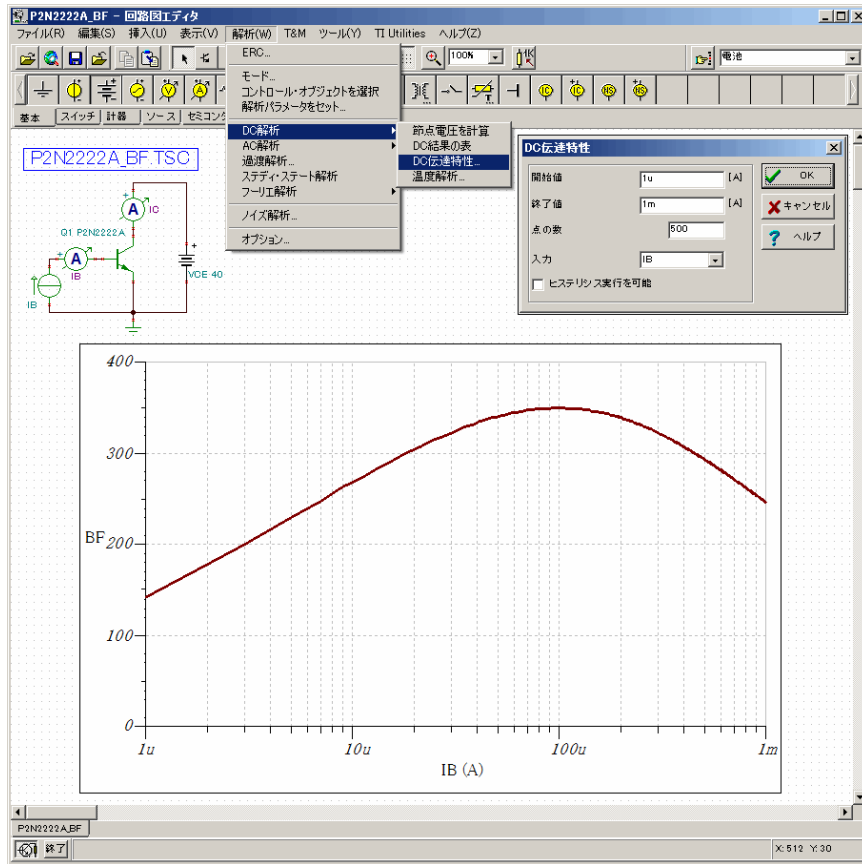 P2N2222A_BF - 回路図エディタ
ファイル(R) 編集(S) 挿入(U) 表示(V) 解析(W) T&M ツール(Y) TI Utilities ヘルプ(Z)
100%
1K
電池
IC
IC
NS
NS
基本 スイッチ 計器 ソース セミコンダ
ERC...
モード...
コントロール・オブジェクトを選択
解析パラメータをセット...
DC解析
AC解析
過渡解析...
ステディ・ステート解析
フーリエ解析
ノイズ解析...
オプション...
節点電圧を計算
DC結果の表
DC伝達特性...
温度解析...
DC伝達特性
開始値 1u [A]
終了値 1m [A]
点の数 500
入力 IB
ヒステリシス実行を可能
OK
キャンセル
ヘルプ
P2N2222A_BF.TSC
A IC
Q1 P2N2222A
A
IB
VCE 40
IB
400
300
BF 200
100
0
1u 10u 100u 1m
IB (A)
P2N2222A_BF
終了
X: 512 Y: 30